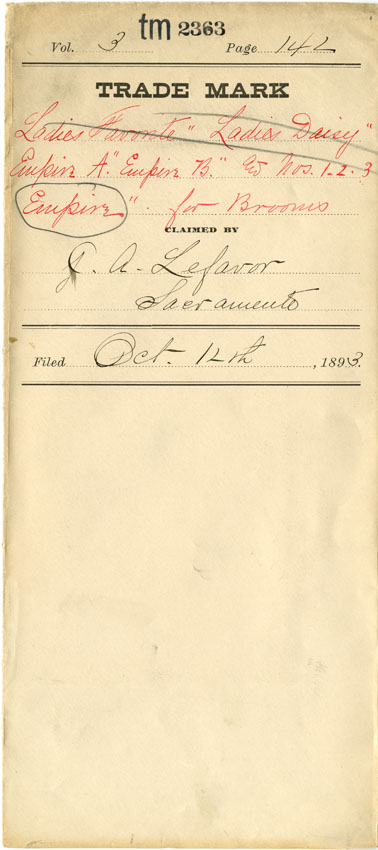 tm 2363
Vol. 3 Page 142
TRADE MARK
Ladies Favorite" Ladies Daisy"
Empire A" Empire B." Nos. 1-2-3
Empire". for Brooms
CLAIMED BY
A. Lefavor
Sacramento
Filed Oct. 12th, 1893.